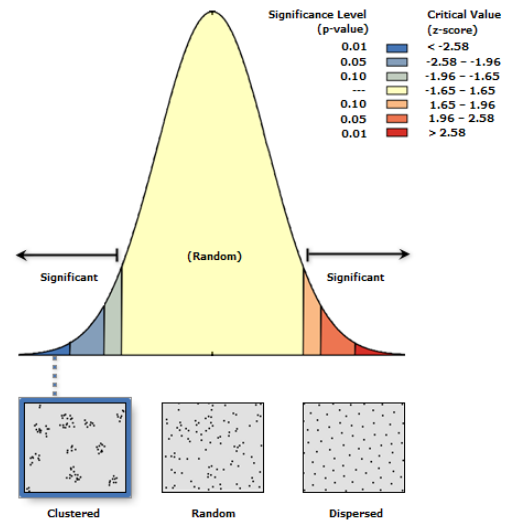 Significance Level Critical Value
(p-value) (z-score)
0.01 < -2.58
0.05 -2.58 – -1.96
0.10 -1.96 – -1.65
--- -1.65 – 1.65
0.10 1.65 – 1.96
0.05 1.96 – 2.58
0.01 > 2.58
(Random)
Significant Significant
Clustered Random Dispersed